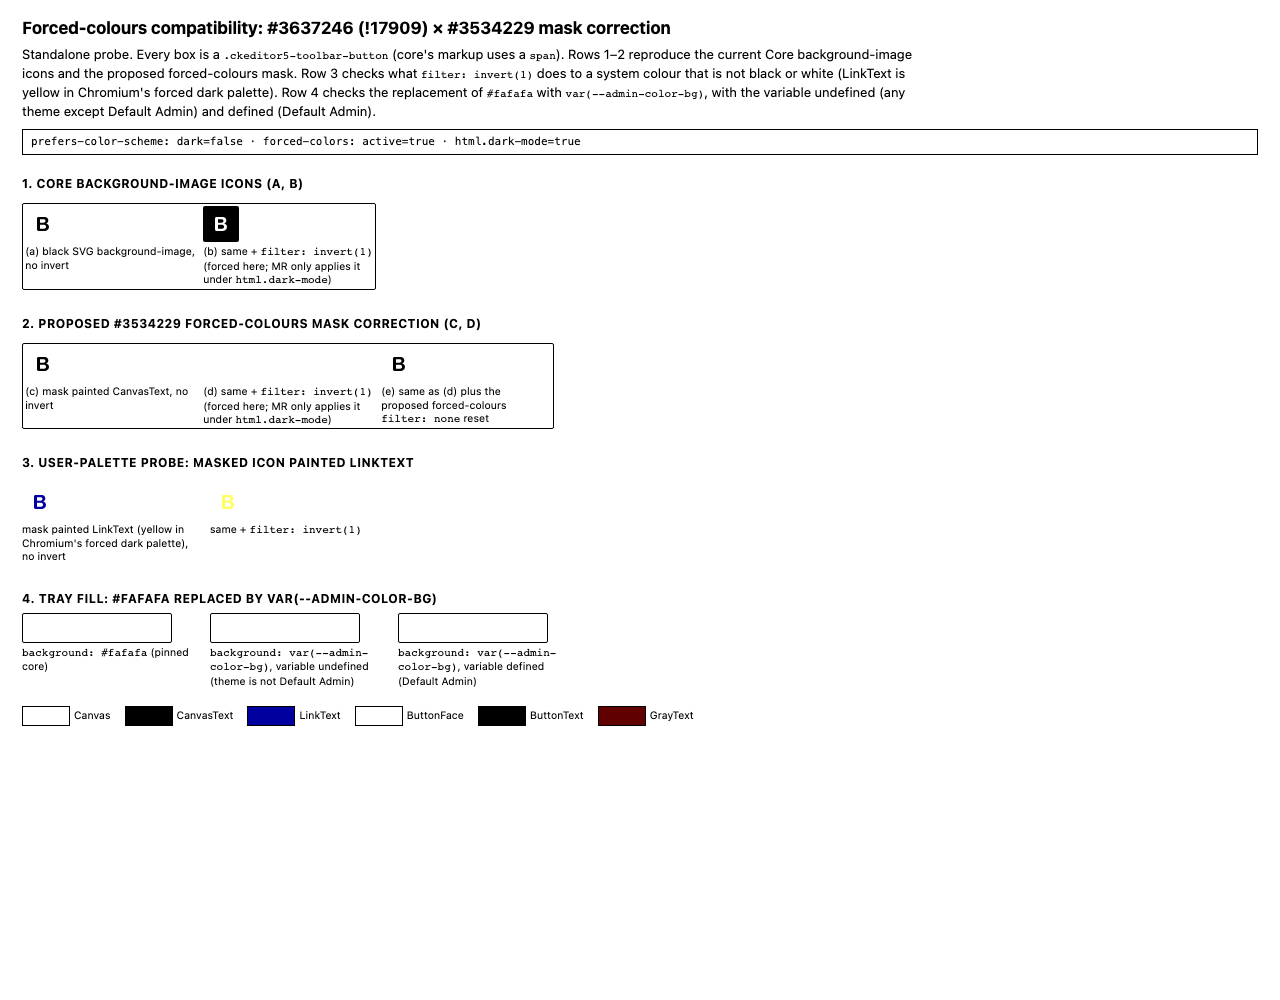 Forced-colours compatibility: #3637246 (!17909) × #3534229 mask correction
Standalone probe. Every box is a .ckeditor5-toolbar-button (core's markup uses a span). Rows 1–2 reproduce the current Core background-image
icons and the proposed forced-colours mask. Row 3 checks what filter: invert(1) does to a system colour that is not black or white (LinkText is
yellow in Chromium's forced dark palette). Row 4 checks the replacement of #fafafa with var(--admin-color-bg), with the variable undefined (any
theme except Default Admin) and defined (Default Admin).
prefers-color-scheme: dark=false · forced-colors: active=true · html.dark-mode=true
1. CORE BACKGROUND-IMAGE ICONS (A, B)
B B
(a) black SVG background-image, (b) same + filter: invert(1)
no invert (forced here; MR only applies it
under html.dark-mode)
2. PROPOSED #3534229 FORCED-COLOURS MASK CORRECTION (C, D)
B B
(c) mask painted CanvasText, no (d) same + filter: invert(1) (e) same as (d) plus the
invert (forced here; MR only applies it proposed forced-colours
under html.dark-mode) filter: none reset
3. USER-PALETTE PROBE: MASKED ICON PAINTED LINKTEXT
B B
mask painted LinkText (yellow in same + filter: invert(1)
Chromium's forced dark palette),
no invert
4. TRAY FILL: #FAFAFA REPLACED BY VAR(--ADMIN-COLOR-BG)
background: #fafafa (pinned background: var(--admin- background: var(--admin-
core) color-bg), variable undefined color-bg), variable defined
(theme is not Default Admin) (Default Admin)
Canvas CanvasText LinkText ButtonFace ButtonText GrayText